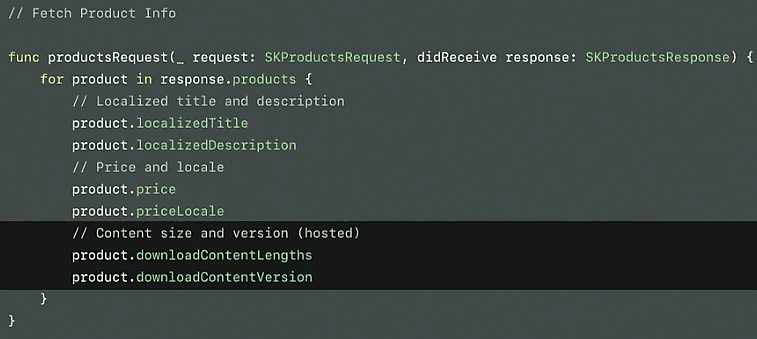 // Fetch Product Info
func productsRequest(_ request: SKProductsRequest, didReceive response: SKProductsResponse) {
for product in response.products {
// Localized title and description
product.localizedTitle
product.localizedDescription
// Price and locale
product.price
product.priceLocale
// Content size and version (hosted)
product.downloadContentLengths
product.downloadContentVersion
}
}